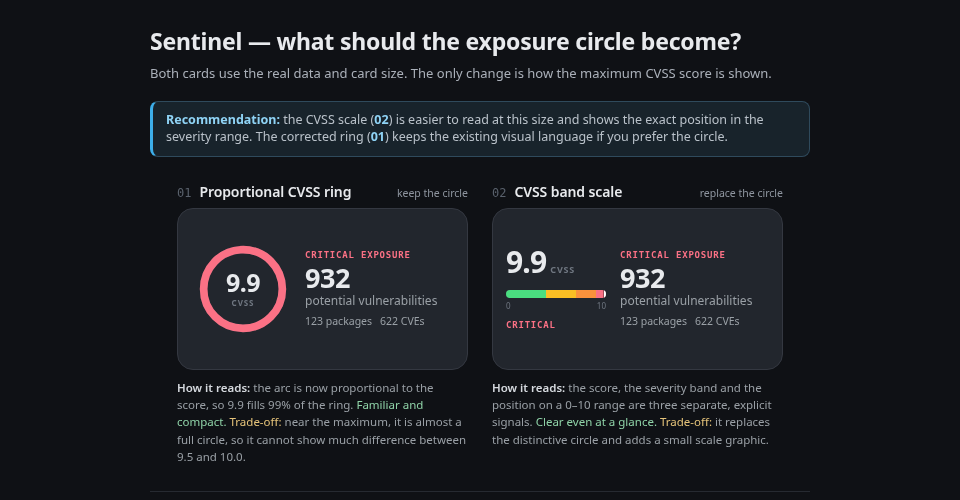 Sentinel — what should the exposure circle become?
Both cards use the real data and card size. The only change is how the maximum CVSS score is shown.
Recommendation: the CVSS scale (02) is easier to read at this size and shows the exact position in the
severity range. The corrected ring (01) keeps the existing visual language if you prefer the circle.
01 Proportional CVSS ring keep the circle
9.9
CVSS
CRITICAL EXPOSURE
932
potential vulnerabilities
123 packages 622 CVEs
How it reads: the arc is now proportional to the
score, so 9.9 fills 99% of the ring. Familiar and
compact. Trade-off: near the maximum, it is almost a
full circle, so it cannot show much difference between
9.5 and 10.0.
02 CVSS band scale replace the circle
9.9 CVSS
0 10
CRITICAL
CRITICAL EXPOSURE
932
potential vulnerabilities
123 packages 622 CVEs
How it reads: the score, the severity band and the
position on a 0–10 range are three separate, explicit
signals. Clear even at a glance. Trade-off: it replaces
the distinctive circle and adds a small scale graphic.